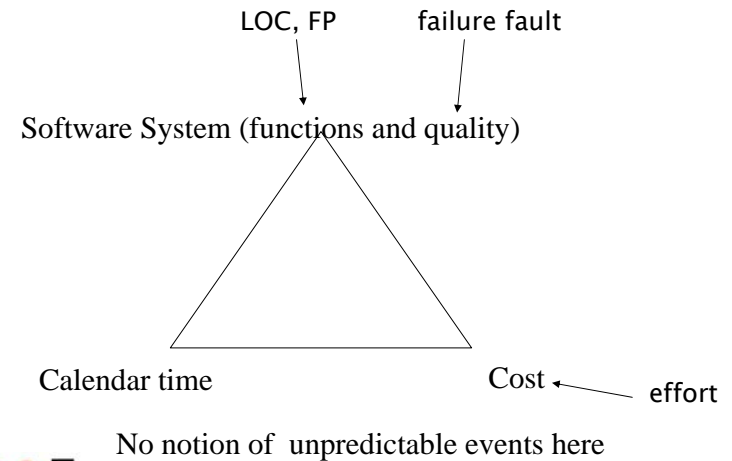 LOC, FP failure fault
Software System (functions and quality)
Calendar time Cost
effort
No notion of unpredictable events here